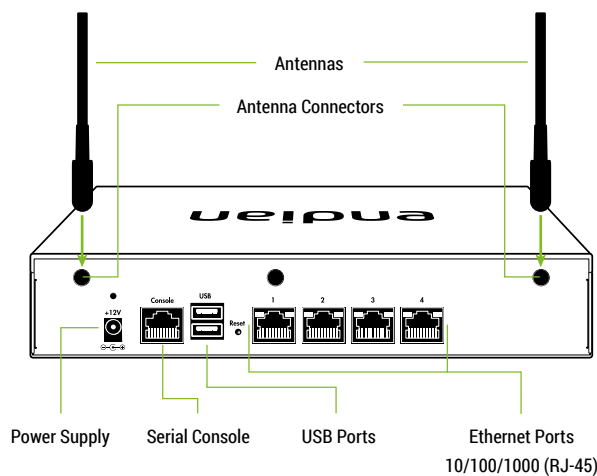 Antennas
Antenna Connectors
endian
+12V
Console
USB
Reset
1 2 3 4
Power Supply
Serial Console
USB Ports
Ethernet Ports
10/100/1000 (RJ-45)